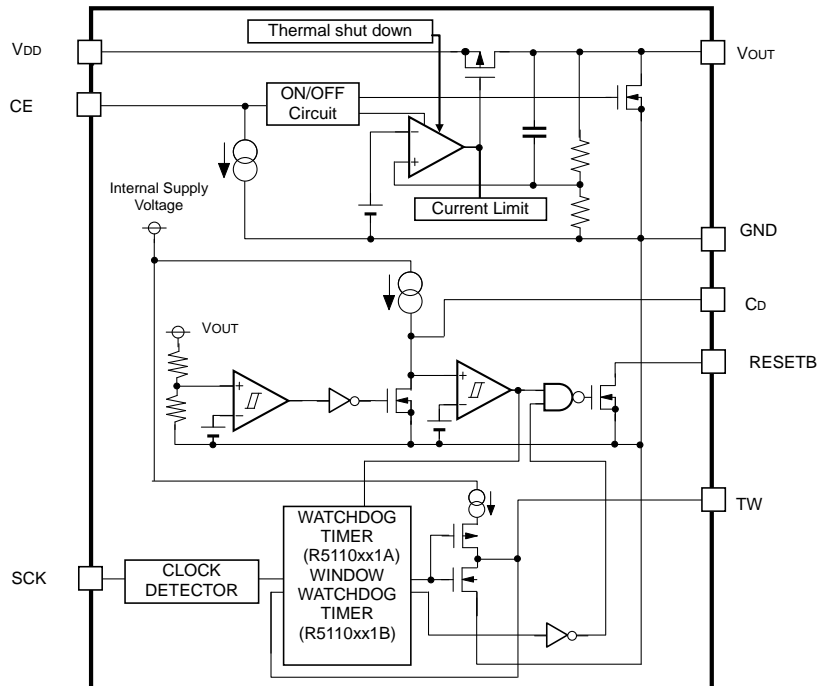 Thermal shut down
VDD
VOUT
CE
ON/OFF
Circuit
−
+
Internal Supply
Voltage
Current Limit
GND
CD
VOUT
RESETB
+
−
+
−
TW
WATCHDOG
TIMER
(R5110xx1A)
WINDOW
WATCHDOG
TIMER
(R5110xx1B)
SCK
CLOCK
DETECTOR